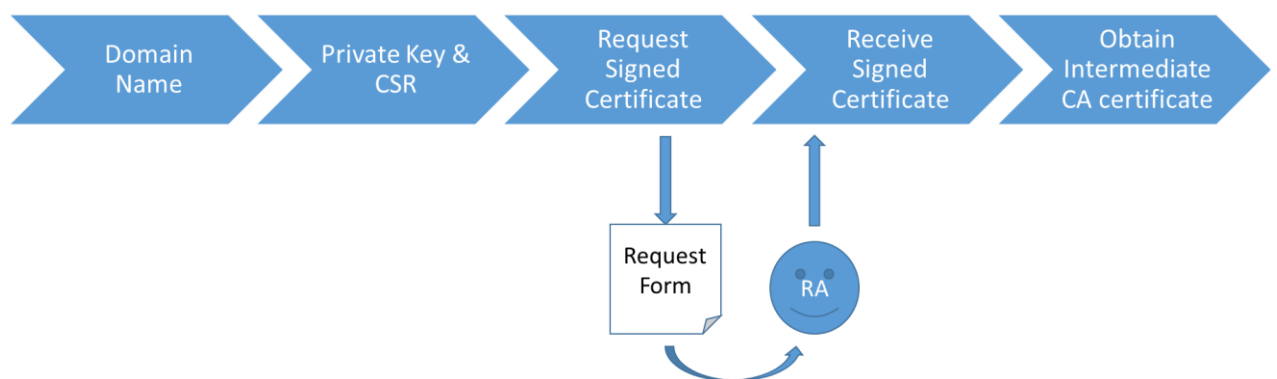 Domain
Name
Private Key &
CSR
Request
Signed
Certificate
Receive
Signed
Certificate
Obtain
Intermediate
CA certificate
Request
Form
RA